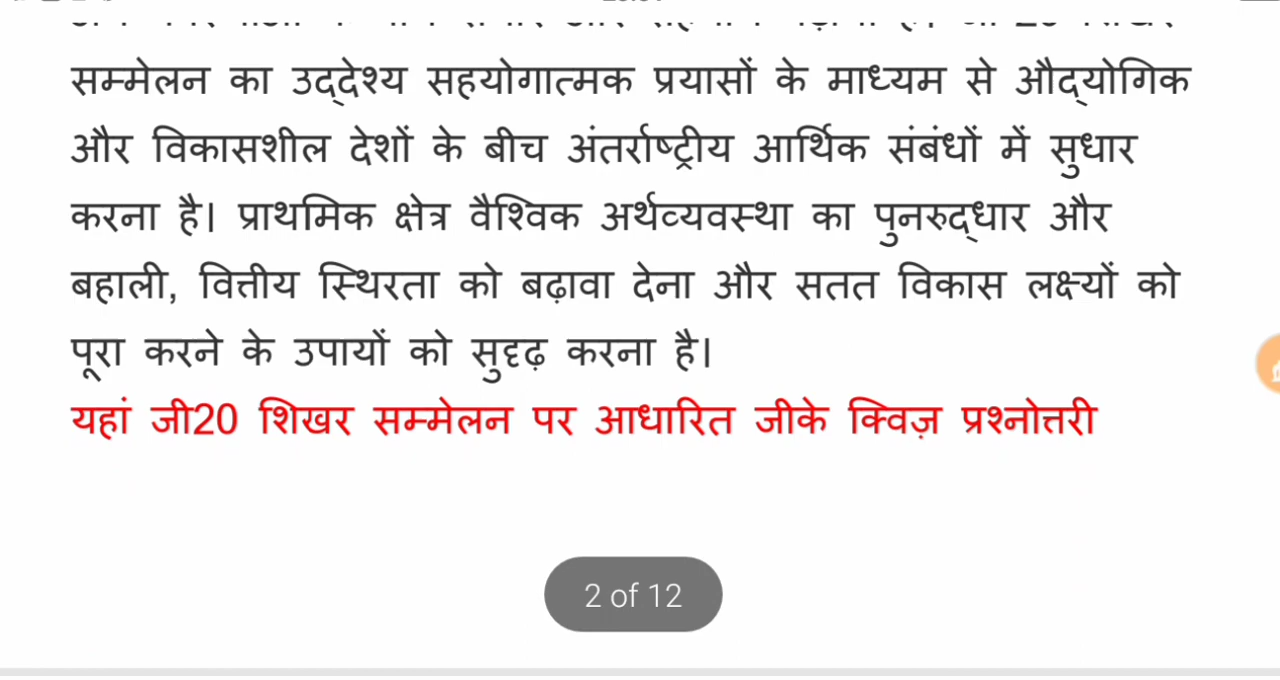 सम्मेलन का उद्देश्य सहयोगात्मक प्रयासों के माध्यम से औद्योगिक
और विकासशील देशों के बीच अंतर्राष्ट्रीय आर्थिक संबंधों में सुधार
करना है। प्राथमिक क्षेत्र वैश्विक अर्थव्यवस्था का पुनरुद्धार और
बहाली, वित्तीय स्थिरता को बढ़ावा देना और सतत विकास लक्ष्यों को
पूरा करने के उपायों को सुदृढ़ करना है।
यहां जी20 शिखर सम्मेलन पर आधारित जीके क्विज़ प्रश्नोत्तरी
2 of 12